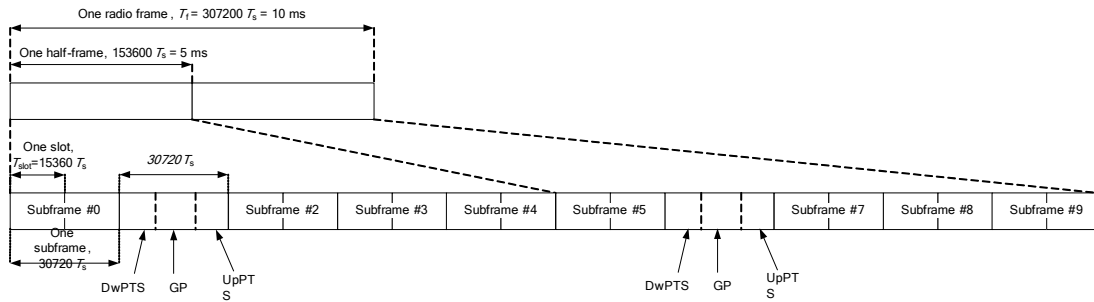 One radio frame , Tf = 307200 Ts = 10 ms
One half-frame, 153600 Ts = 5 ms
One slot,
Tslot=15360 Ts
30720 Ts
Subframe #0
Subframe #2
Subframe #3
Subframe #4
Subframe #5
Subframe #7
Subframe #8
Subframe #9
One
subframe ,
30720 Ts
DwPTS
GP
UpPT
S
DwPTS
GP
UpPT
S